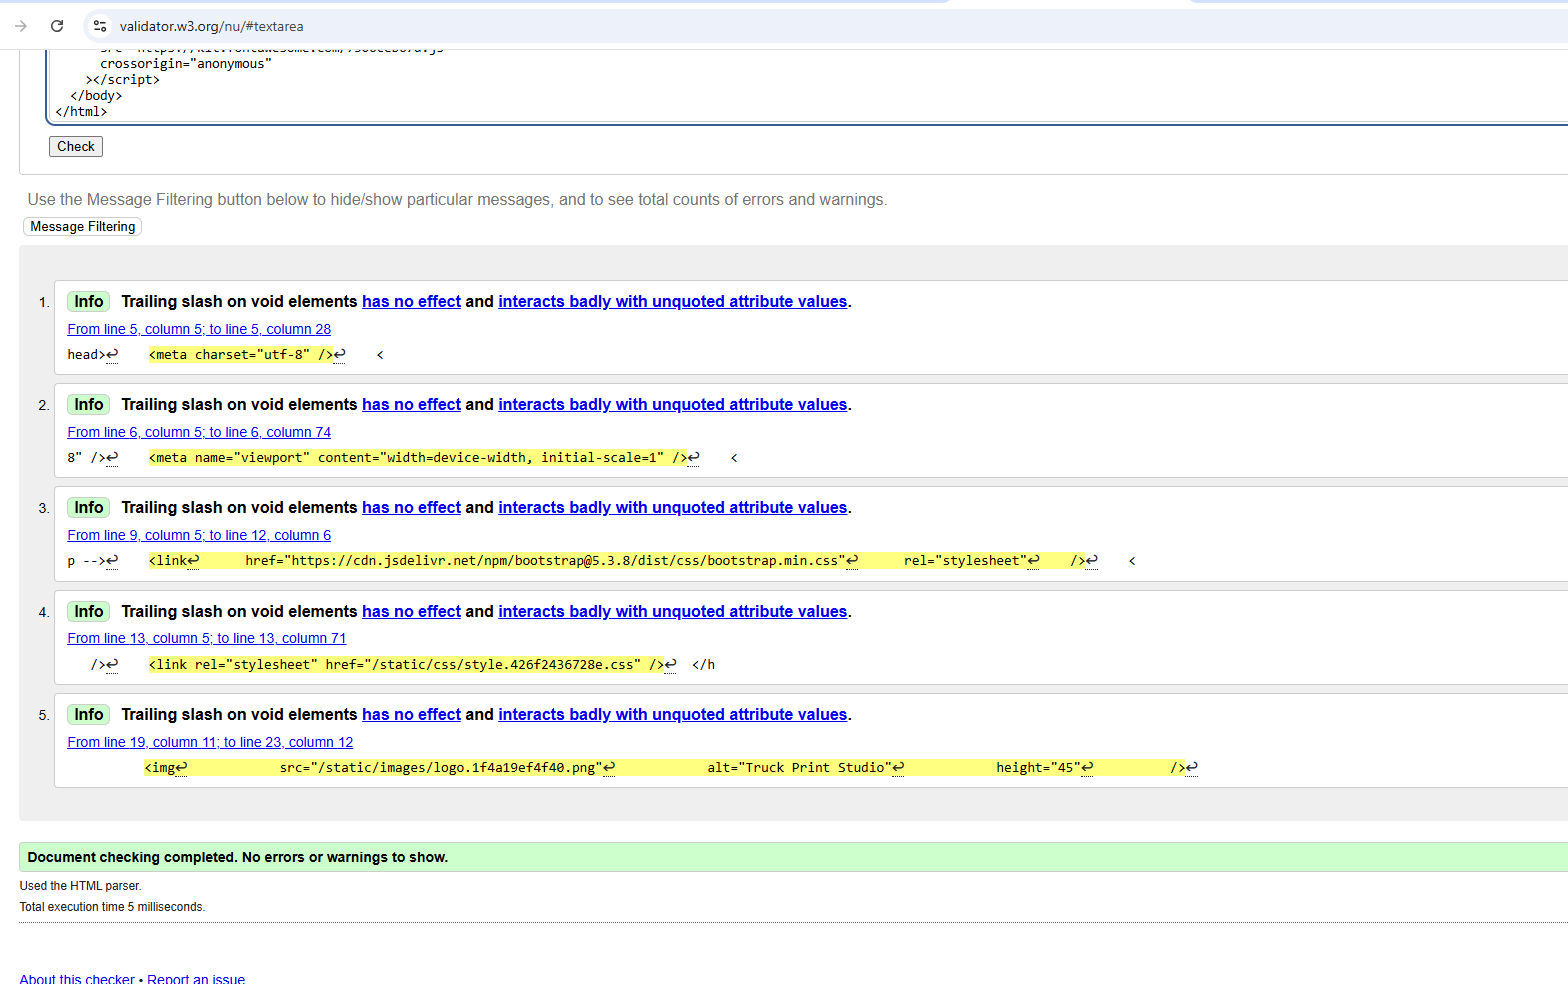 validator.w3.org/nu/#textarea
crossorigin="anonymous"
></script>
</body>
</html>
Check
Use the Message Filtering button below to hide/show particular messages, and to see total counts of errors and warnings.
Message Filtering
1. Info Trailing slash on void elements has no effect and interacts badly with unquoted attribute values.
From line 5, column 5; to line 5, column 28
head>↩ <meta charset="utf-8" />↩ <
2. Info Trailing slash on void elements has no effect and interacts badly with unquoted attribute values.
From line 6, column 5; to line 6, column 74
8" />↩ <meta name="viewport" content="width=device-width, initial-scale=1" />↩ <
3. Info Trailing slash on void elements has no effect and interacts badly with unquoted attribute values.
From line 9, column 5; to line 12, column 6
p -->↩ <link↩ href="https://cdn.jsdelivr.net/npm/bootstrap@5.3.8/dist/css/bootstrap.min.css"↩ rel="stylesheet"↩ />↩ <
4. Info Trailing slash on void elements has no effect and interacts badly with unquoted attribute values.
From line 13, column 5; to line 13, column 71
/>↩ <link rel="stylesheet" href="/static/css/style.426f2436728e.css" />↩ </h
5. Info Trailing slash on void elements has no effect and interacts badly with unquoted attribute values.
From line 19, column 11; to line 23, column 12
<img↩ src="/static/images/logo.1f4a19ef4f40.png"↩ alt="Truck Print Studio"↩ height="45"↩ />↩
Document checking completed. No errors or warnings to show.
Used the HTML parser.
Total execution time 5 milliseconds.
About this checker • Report an issue